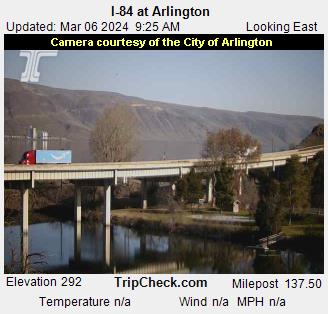 I-84 at Arlington
Updated: Mar 06 2024 9:25 AM Looking East
Camera courtesy of the City of Arlington
Elevation 292 TripCheck.com Milepost 137.50
Temperature n/a Wind n/a MPH n/a